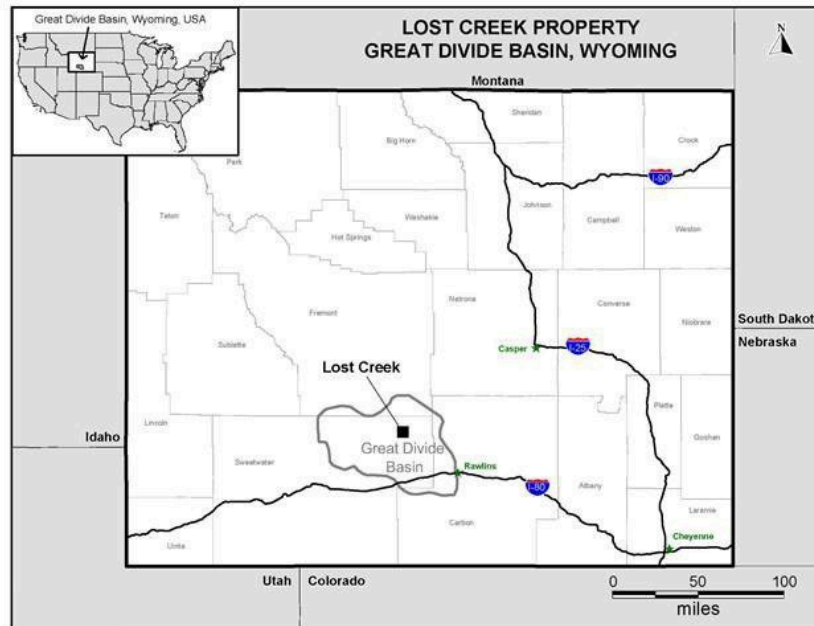 Great Divide Basin, Wyoming, USA
LOST CREEK PROPERTY
GREAT DIVIDE BASIN, WYOMING
N
Montana
Sheridan
Big Horn
Crook
Park
I-90
Johnson
Campbell
Weston
Teton
Washakie
Hot Springs
Fremont
Natrona
Converse
Niobrara
South Dakota
Nebraska
Sublette
Casper
I-25
Lost Creek
Platte
Goshen
Lincoln
Idaho
Great Divide
Basin
Sweetwater
Rawlins
I-80
Albany
Laramie
Carbon
Cheyenne
Uinta
Utah
Colorado
0 50 100
miles